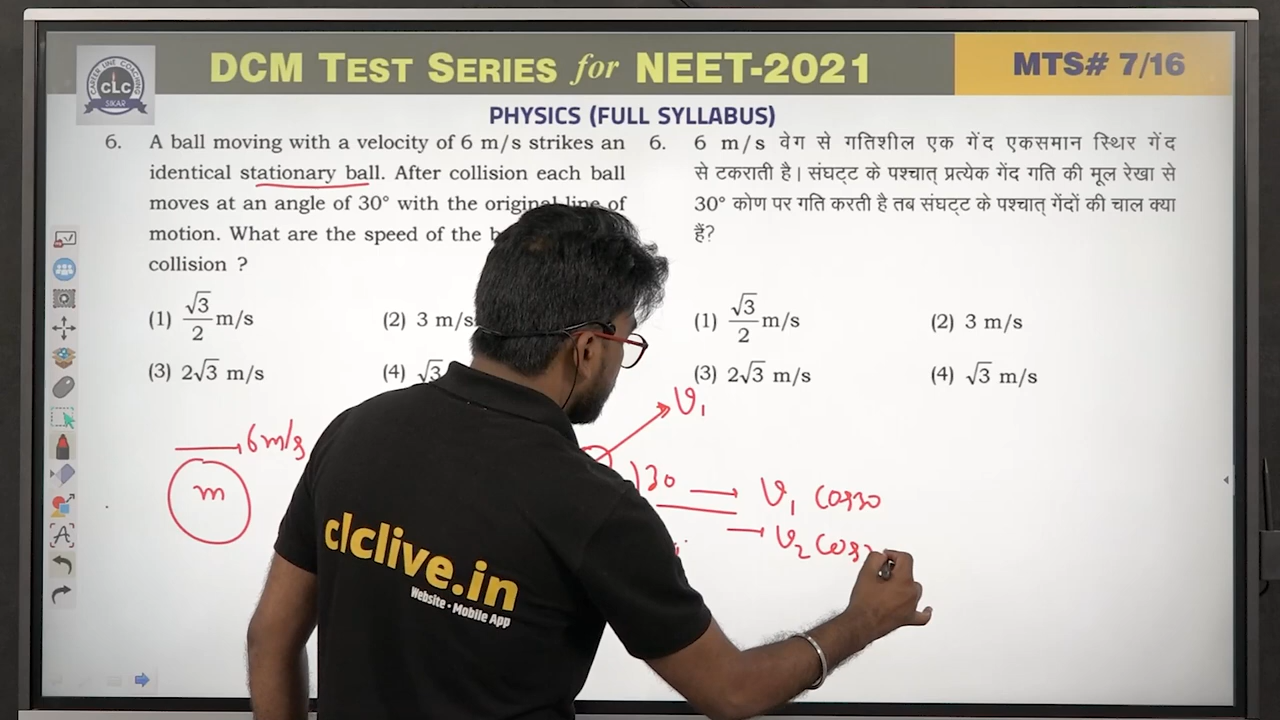 DCM TEST SERIES for NEET-2021
MTS# 7/16
CAREER LINE COACHING
CLC
SIKAR
PHYSICS (FULL SYLLABUS)
6. A ball moving with a velocity of 6 m/s strikes an
identical stationary ball. After collision each ball
moves at an angle of 30° with the original line of
motion. What are the speed of the
collision ?
(1) √3/2 m/s
(2) 3 m/s
(3) 2√3 m/s
(4) √3
6. 6 m/s वेग से गतिशील एक गेंद एकसमान स्थिर गेंद
से टकराती है। संघट्ट के पश्चात् प्रत्येक गेंद गति की मूल रेखा से
30° कोण पर गति करती है तब संघट्ट के पश्चात् गेंदों की चाल क्या
हैं?
(1) √3/2 m/s
(2) 3 m/s
(3) 2√3 m/s
(4) √3 m/s
6 m/s
m
v₁
30
v₁ cos30
v₂ cos
clclive.in
Website • Mobile App